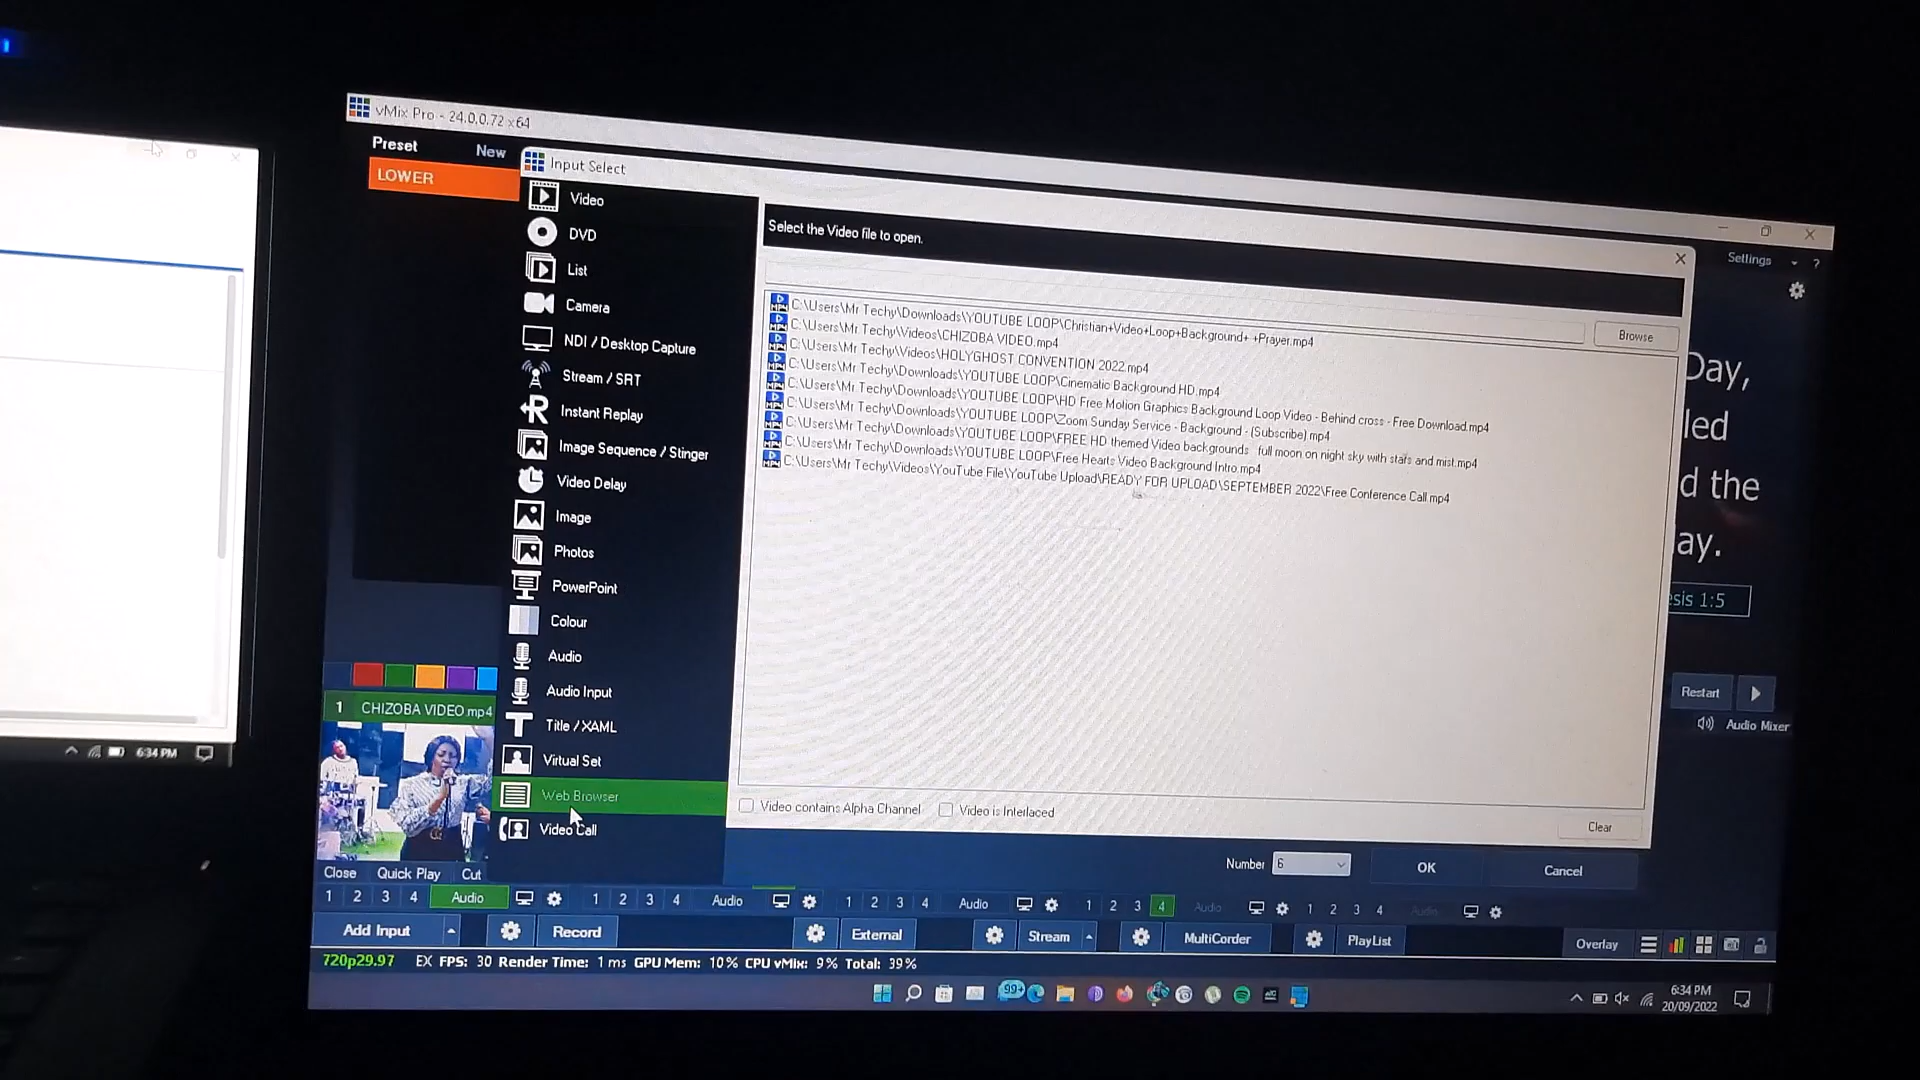 vMix Pro - 24.0.0.72 x64
Preset
New
LOWER
Input Select
Video
DVD
List
Camera
NDI / Desktop Capture
Stream / SRT
Instant Replay
Image Sequence / Stinger
Video Delay
Image
Photos
PowerPoint
Colour
Audio
Audio Input
Title / XAML
Virtual Set
Web Browser
Video Call
Select the Video file to open.
Browse
C:\Users\Mr Techy\Downloads\YOUTUBE LOOP\Christian+Video+Loop+Background+ +Prayer.mp4
C:\Users\Mr Techy\Videos\CHIZOBA VIDEO.mp4
C:\Users\Mr Techy\Videos\HOLYGHOST CONVENTION 2022.mp4
C:\Users\Mr Techy\Downloads\YOUTUBE LOOP\Cinematic Background HD.mp4
C:\Users\Mr Techy\Downloads\YOUTUBE LOOP\HD Free Motion Graphics Background Loop Video - Behind cross - Free Download.mp4
C:\Users\Mr Techy\Downloads\YOUTUBE LOOP\Zoom Sunday Service - Background - (Subscribe).mp4
C:\Users\Mr Techy\Downloads\YOUTUBE LOOP\FREE HD themed Video backgrounds full moon on night sky with stars and mist.mp4
C:\Users\Mr Techy\Downloads\YOUTUBE LOOP\Free Hearts Video Background Intro.mp4
C:\Users\Mr Techy\Videos\YouTube File\YouTube Upload\READY FOR UPLOAD\SEPTEMBER 2022\Free Conference Call.mp4
Video contains Alpha Channel
Video is Interlaced
Clear
Number 6
OK
Cancel
Settings ?
Day,
led
d the
ay.
esis 1:5
Restart
Audio Mixer
1 CHIZOBA VIDEO.mp4
Close Quick Play Cut
1 2 3 4 Audio
1 2 3 4 Audio
1 2 3 4 Audio
1 2 3 4 Audio
1 2 3 4 Audio
Add Input
Record
External
Stream
MultiCorder
PlayList
Overlay
720p29.97 EX FPS: 30 Render Time: 1 ms GPU Mem: 10% CPU vMix: 9% Total: 39%
99+
6:34 PM
20/09/2022
6:34 PM